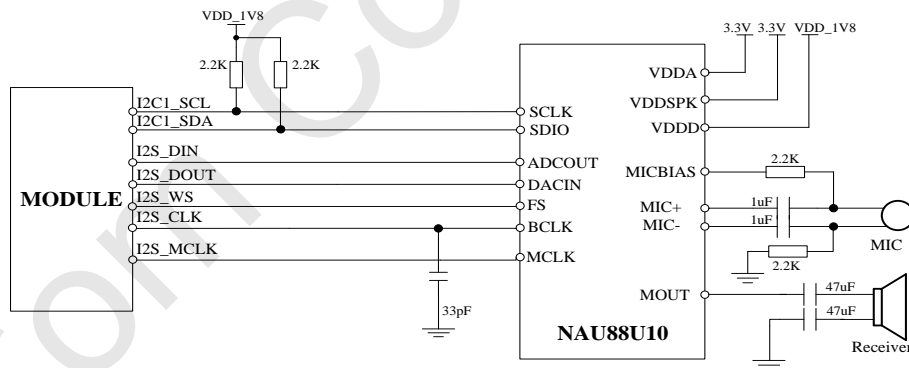 VDD_1V8
2.2K 2.2K
3.3V 3.3V VDD_1V8
MODULE
I2C1_SCL
I2C1_SDA
I2S_DIN
I2S_DOUT
I2S_WS
I2S_CLK
I2S_MCLK
33pF
SCLK
SDIO
ADCOUT
DACIN
FS
BCLK
MCLK
NAU88U10
VDDA
VDDSPK
VDDD
MICBIAS
MIC+
MIC-
MOUT
2.2K
1uF
1uF
2.2K
MIC
47uF
47uF
Receiver